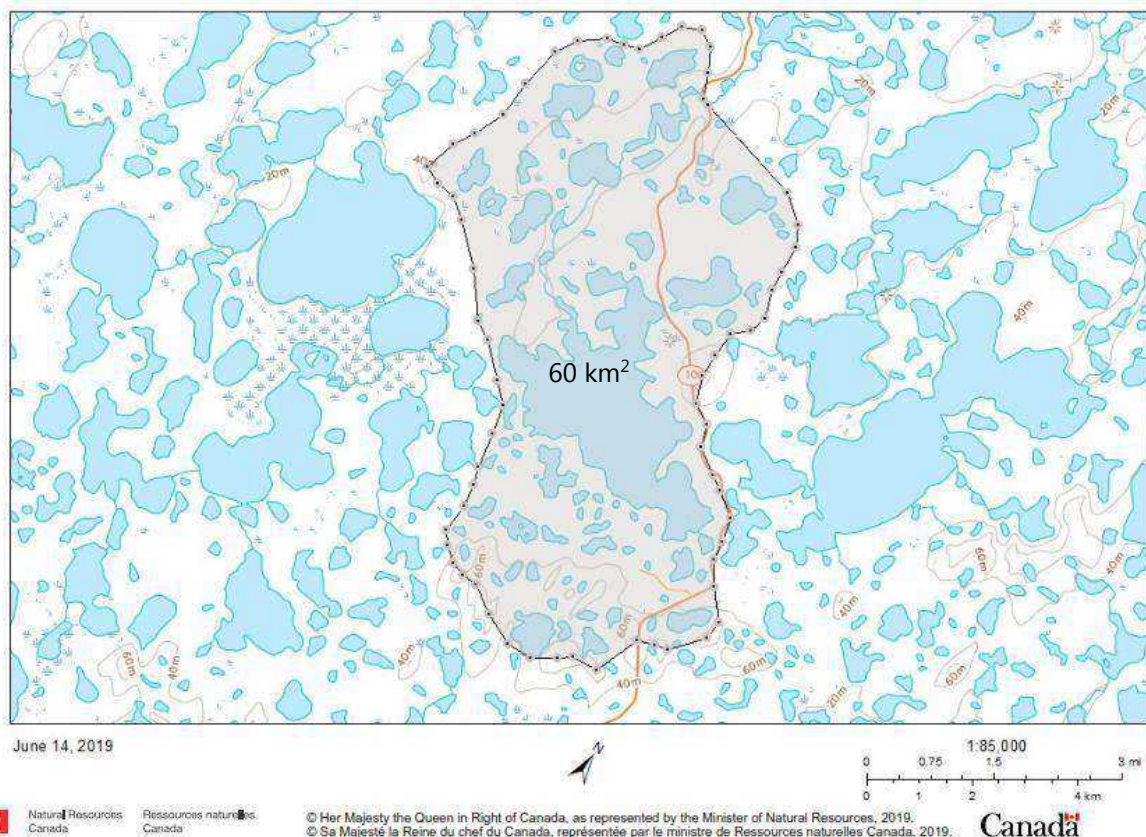 20m
20m
40m
20m
40m
60 km²
10
60m
60m
40m
60m
40m
60m
40m
60m
40m
40m
60m
20m
60m
June 14, 2019
N
1:85,000
0 0.75 1.5 3 mi
0 1 2 4 km
Natural Resources
Canada
Ressources naturelles
Canada
© Her Majesty the Queen in Right of Canada, as represented by the Minister of Natural Resources, 2019.
© Sa Majesté la Reine du chef du Canada, représentée par le ministre de Ressources naturelles Canada, 2019.
Canada